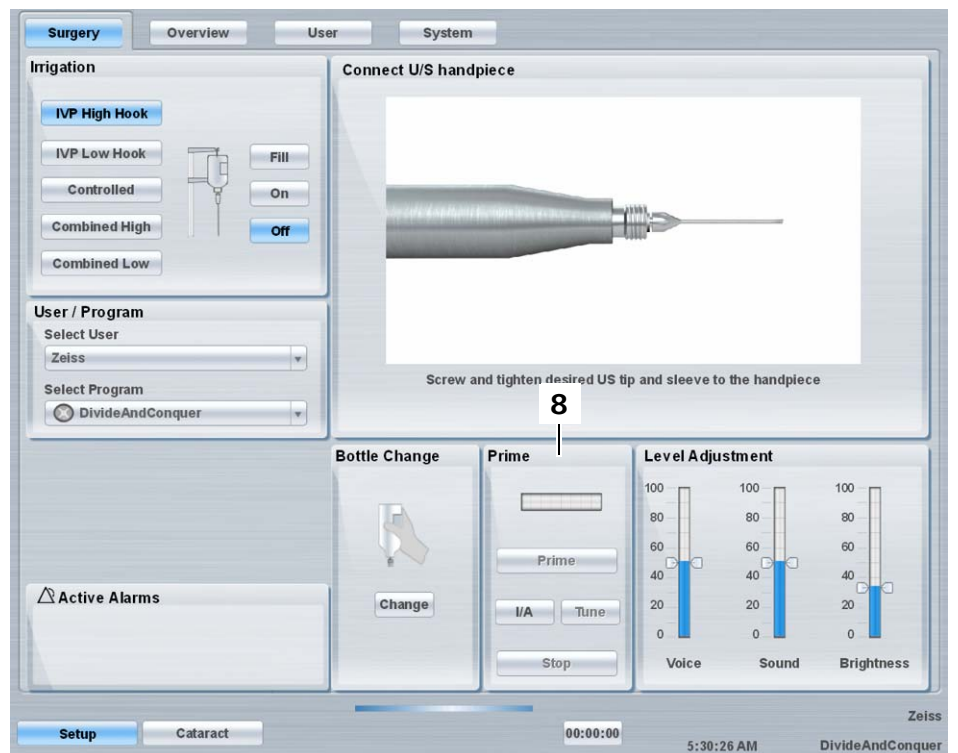 Surgery
Overview
User
System
Irrigation
IVP High Hook
IVP Low Hook
Controlled
Combined High
Combined Low
Fill
On
Off
Connect U/S handpiece
Screw and tighten desired US tip and sleeve to the handpiece
User / Program
Select User
Zeiss
Select Program
DivideAndConquer
8
Bottle Change
Change
Prime
Prime
I/A
Tune
Stop
Level Adjustment
100 100 100
80 80 80
60 60 60
40 40 40
20 20 20
0 0 0
Voice Sound Brightness
Active Alarms
Setup
Cataract
00:00:00
5:30:26 AM
Zeiss
DivideAndConquer